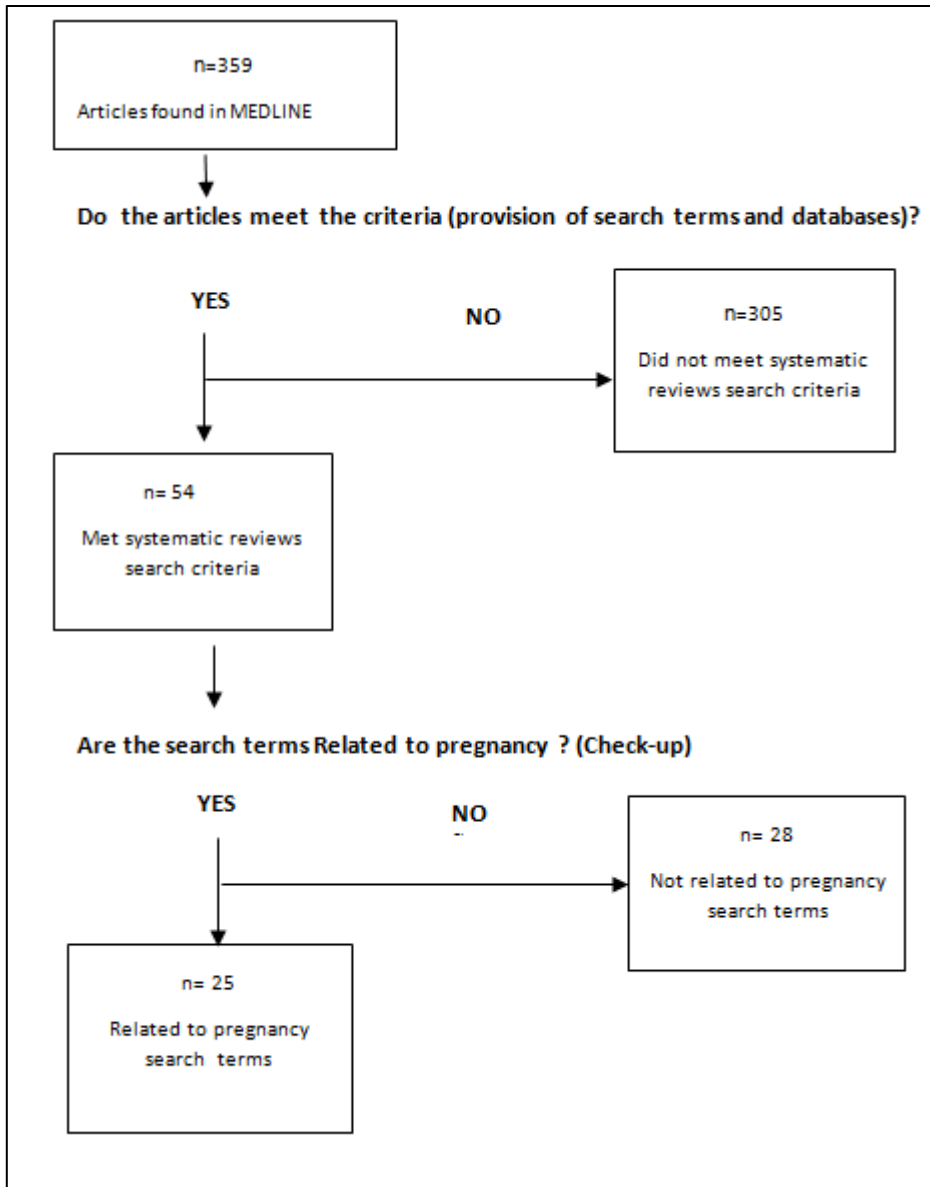 n=359
Articles found in MEDLINE
Do the articles meet the criteria (provision of search terms and databases)?
YES
NO
n=305
Did not meet systematic
reviews search criteria
n= 54
Met systematic reviews
search criteria
Are the search terms Related to pregnancy ? (Check-up)
YES
NO
n= 28
Not related to pregnancy
search terms
n= 25
Related to pregnancy
search terms